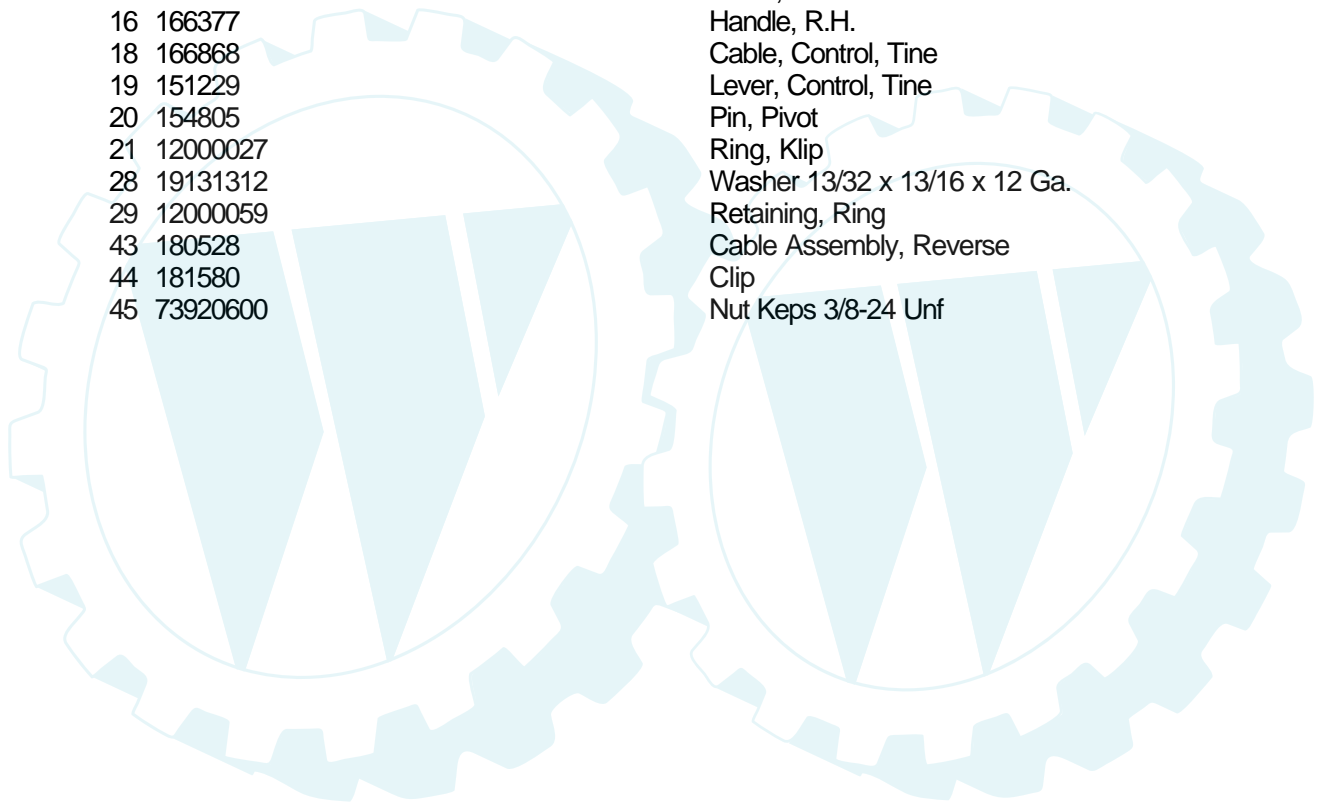 16 166377 Handle, R.H.
18 166868 Cable, Control, Tine
19 151229 Lever, Control, Tine
20 154805 Pin, Pivot
21 12000027 Ring, Klip
28 19131312 Washer 13/32 x 13/16 x 12 Ga.
29 12000059 Retaining, Ring
43 180528 Cable Assembly, Reverse
44 181580 Clip
45 73920600 Nut Keps 3/8-24 Unf